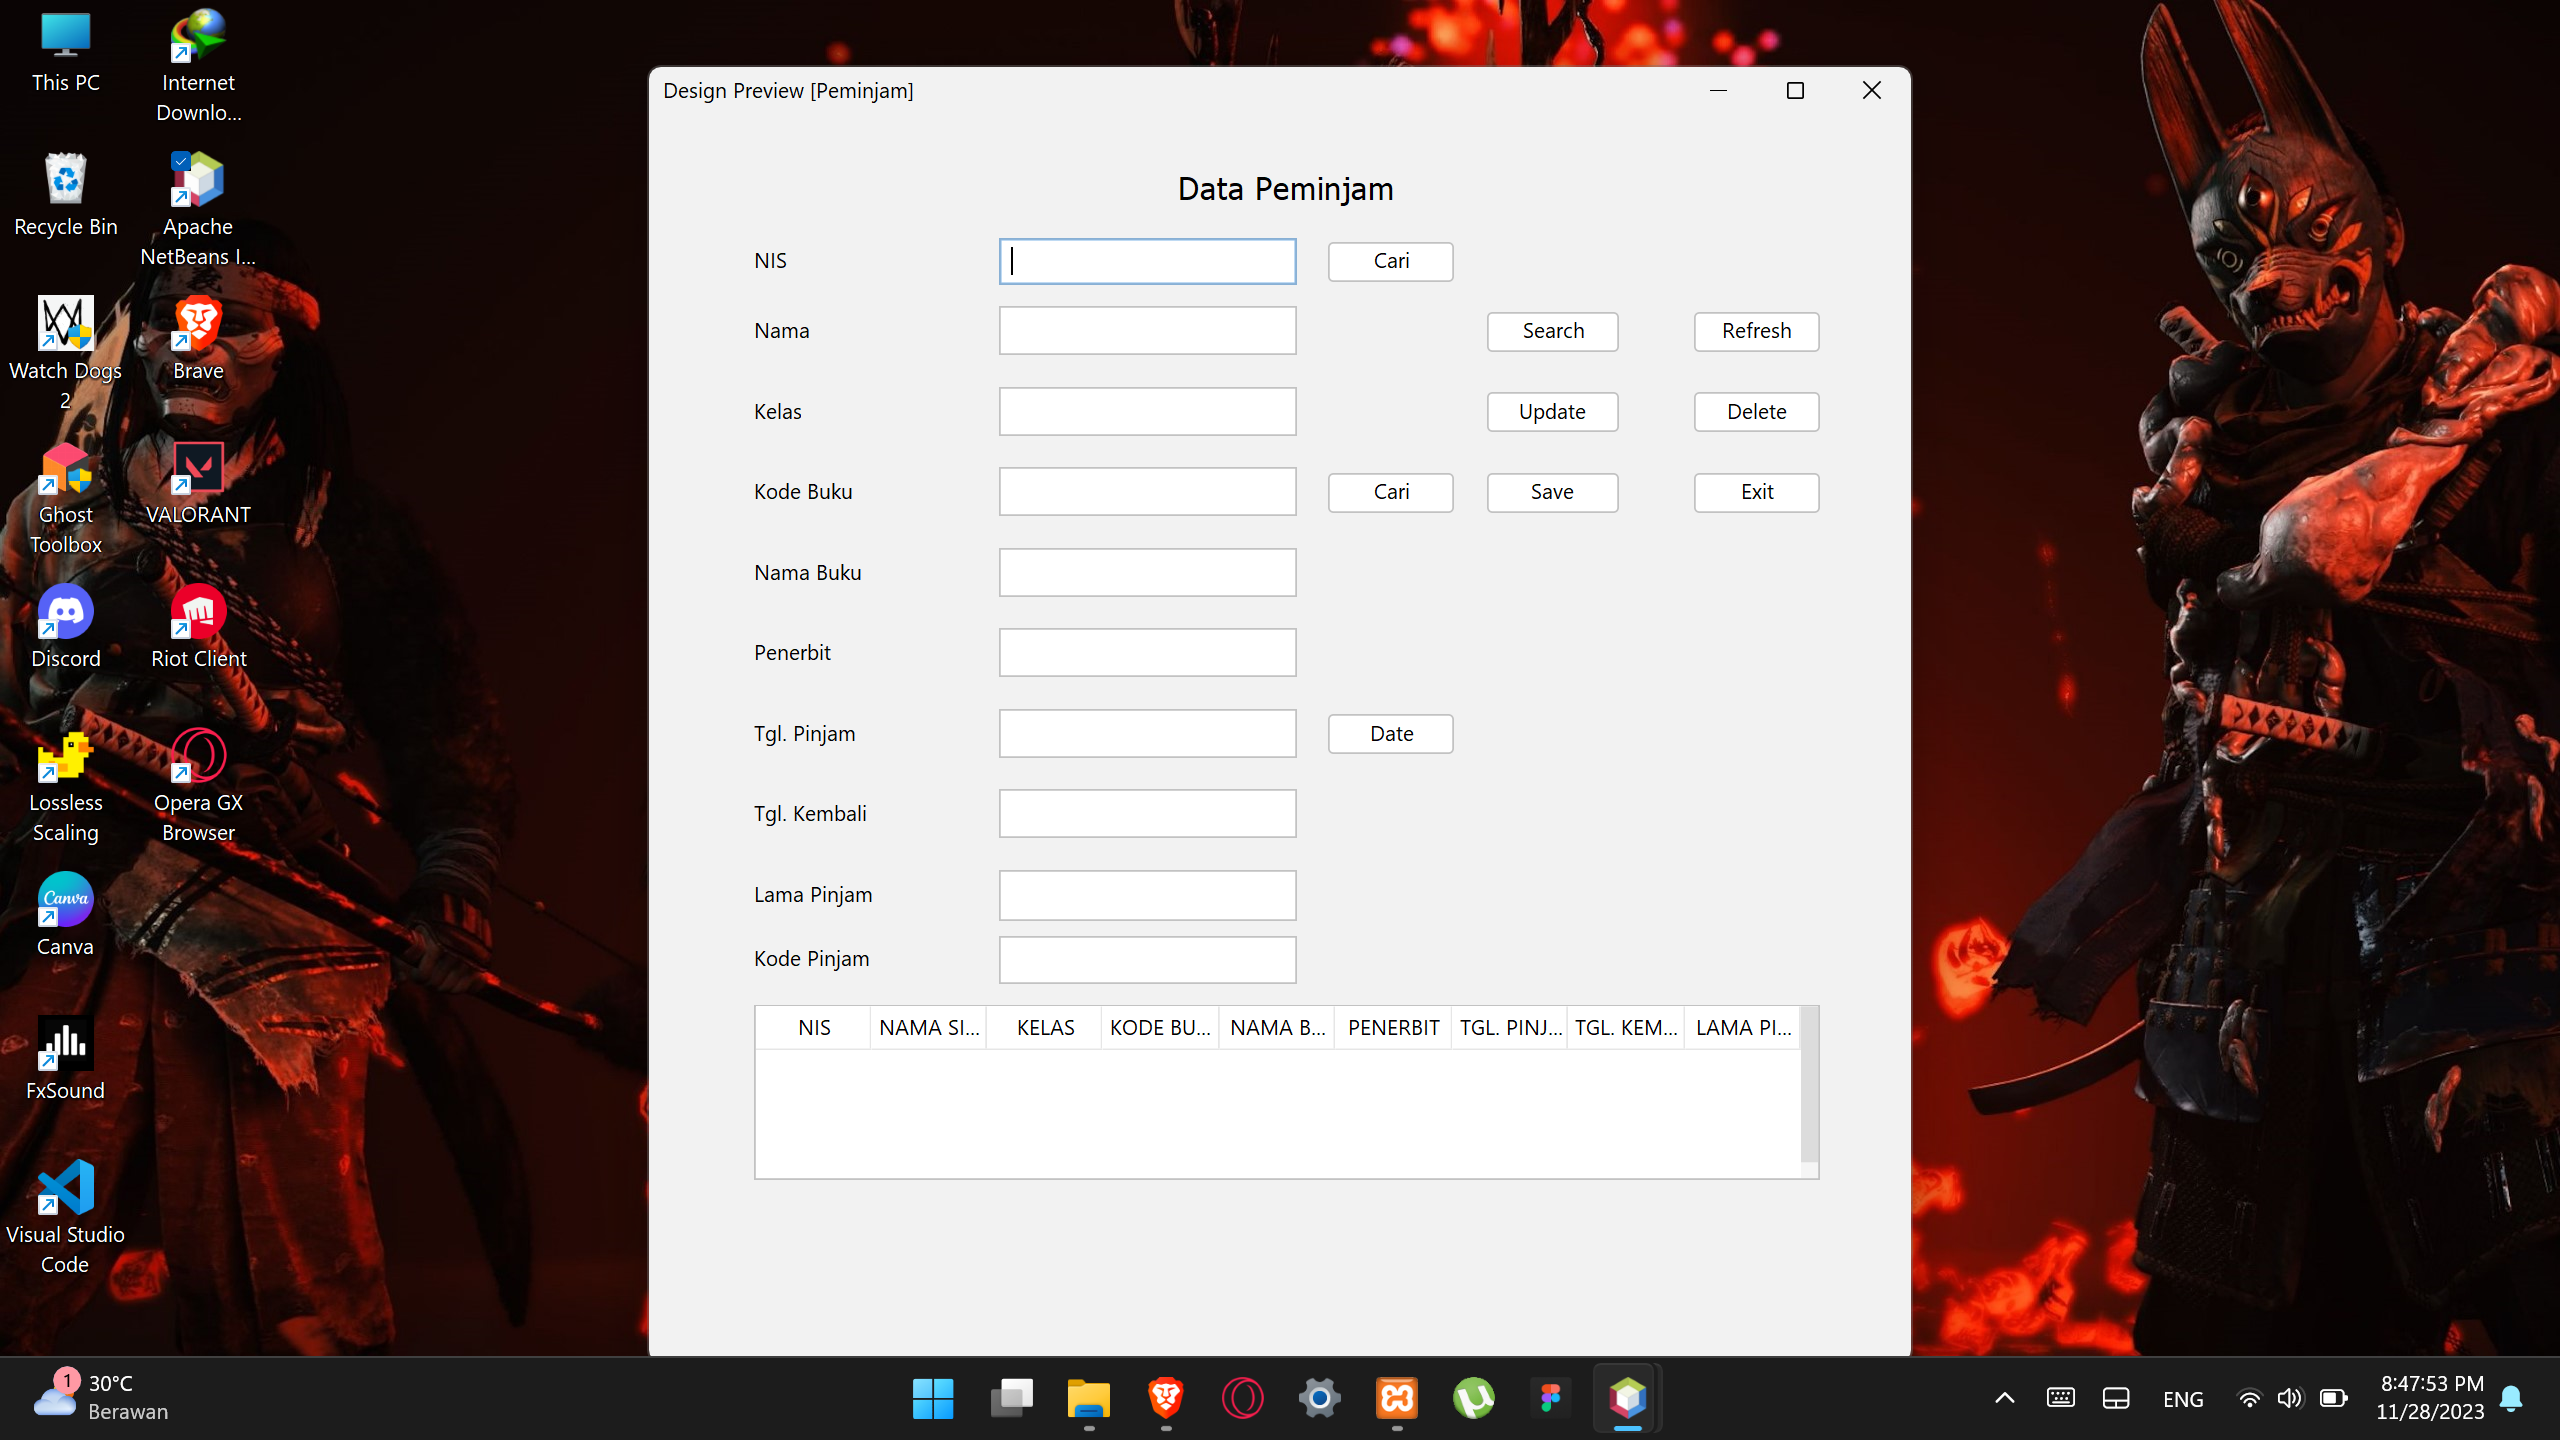 This PC
Internet
Downlo...
Recycle Bin
Apache
NetBeans I...
Watch Dogs
2
Brave
Ghost
Toolbox
VALORANT
Discord
Riot Client
Lossless
Scaling
Opera GX
Browser
Canva
Canva
FxSound
Visual Studio
Code
Design Preview [Peminjam]
Data Peminjam
NIS
Cari
Nama
Search
Refresh
Kelas
Update
Delete
Kode Buku
Cari
Save
Exit
Nama Buku
Penerbit
Tgl. Pinjam
Date
Tgl. Kembali
Lama Pinjam
Kode Pinjam
NIS NAMA SI... KELAS KODE BU... NAMA B... PENERBIT TGL. PINJ... TGL. KEM... LAMA PI...
1
30°C
Berawan
ENG
8:47:53 PM
11/28/2023